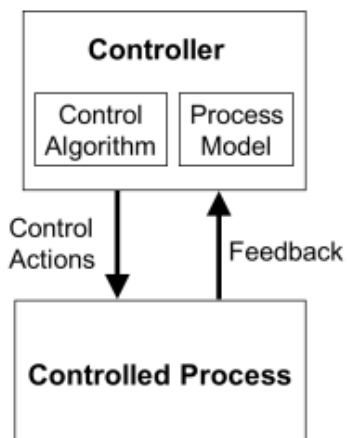 Controller
Control
Algorithm
Process
Model
Control
Actions
Feedback
Controlled Process